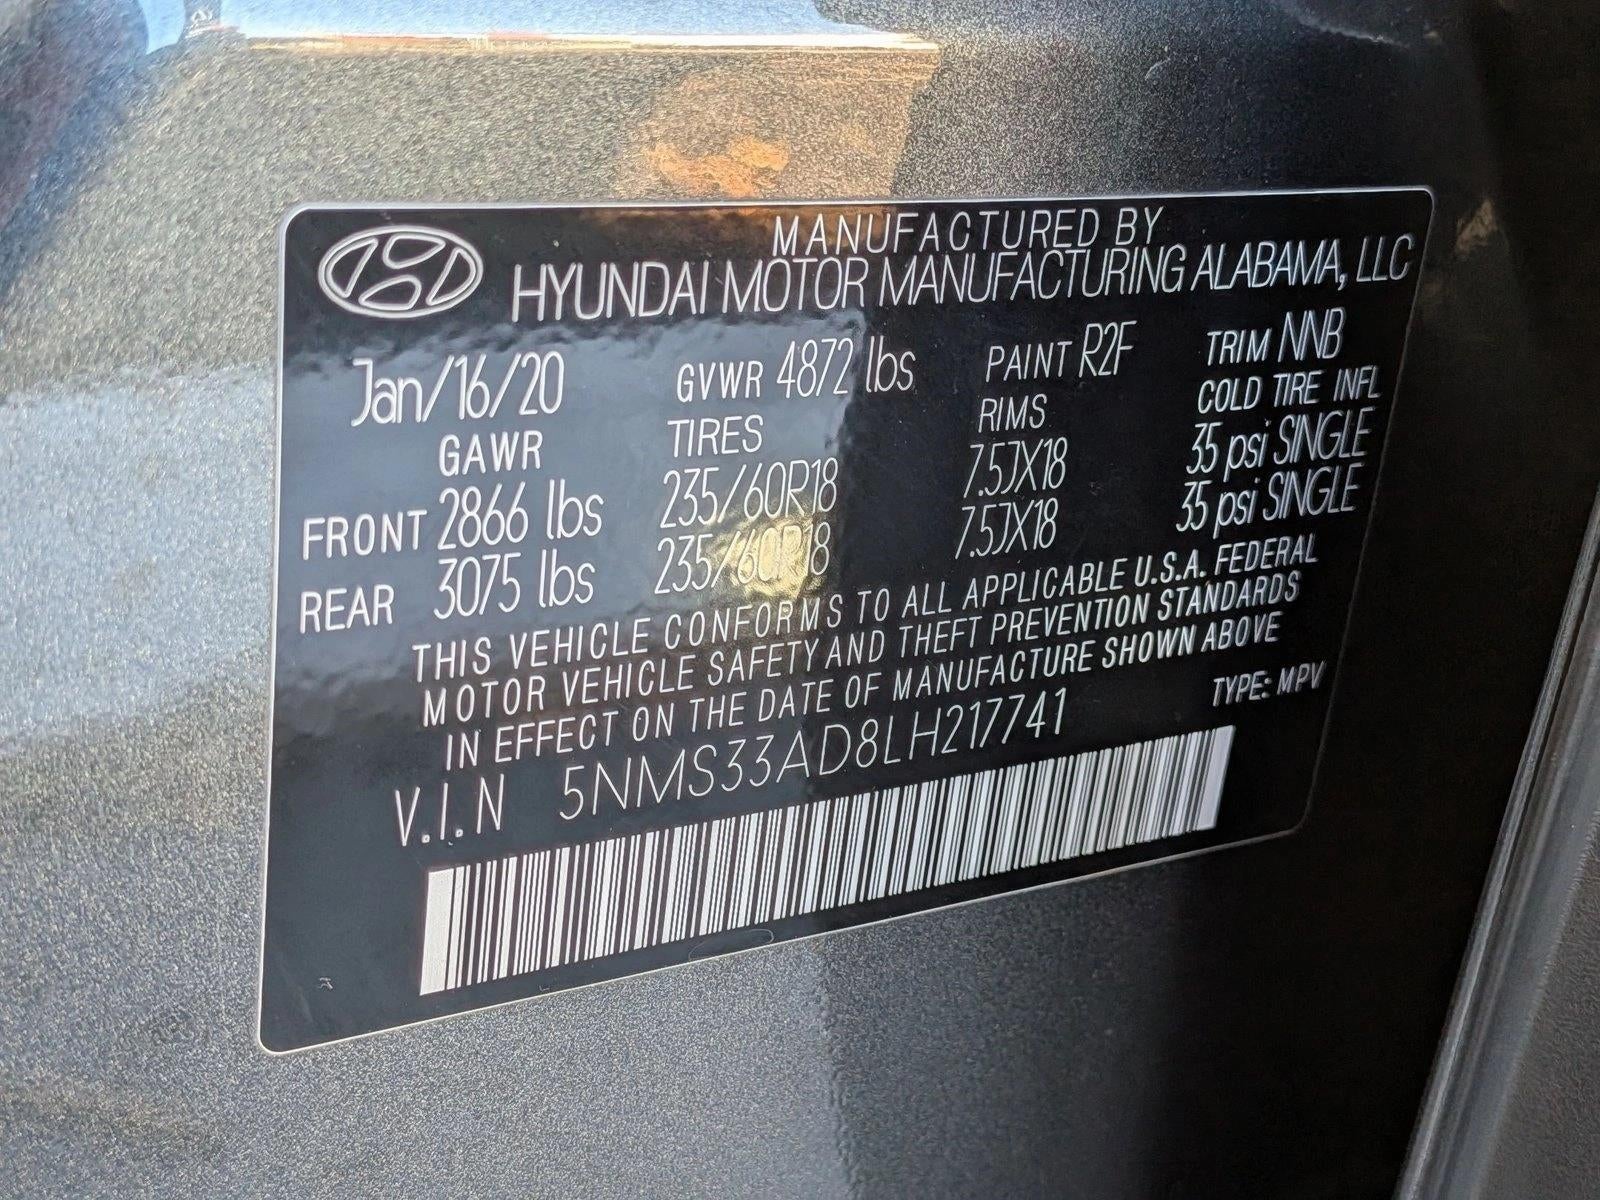 MANUFACTURED BY
HYUNDAI MOTOR MANUFACTURING ALABAMA, LLC
Jan/16/20 GVWR 4872 lbs PAINT R2F TRIM NNB
GAWR TIRES RIMS COLD TIRE INFL
FRONT 2866 lbs 235/60R18 7.5JX18 35 psi SINGLE
REAR 3075 lbs 235/60R18 7.5JX18 35 psi SINGLE
THIS VEHICLE CONFORMS TO ALL APPLICABLE U.S.A. FEDERAL
MOTOR VEHICLE SAFETY AND THEFT PREVENTION STANDARDS
IN EFFECT ON THE DATE OF MANUFACTURE SHOWN ABOVE
V.I.N 5NMS33AD8LH217741 TYPE: MPV